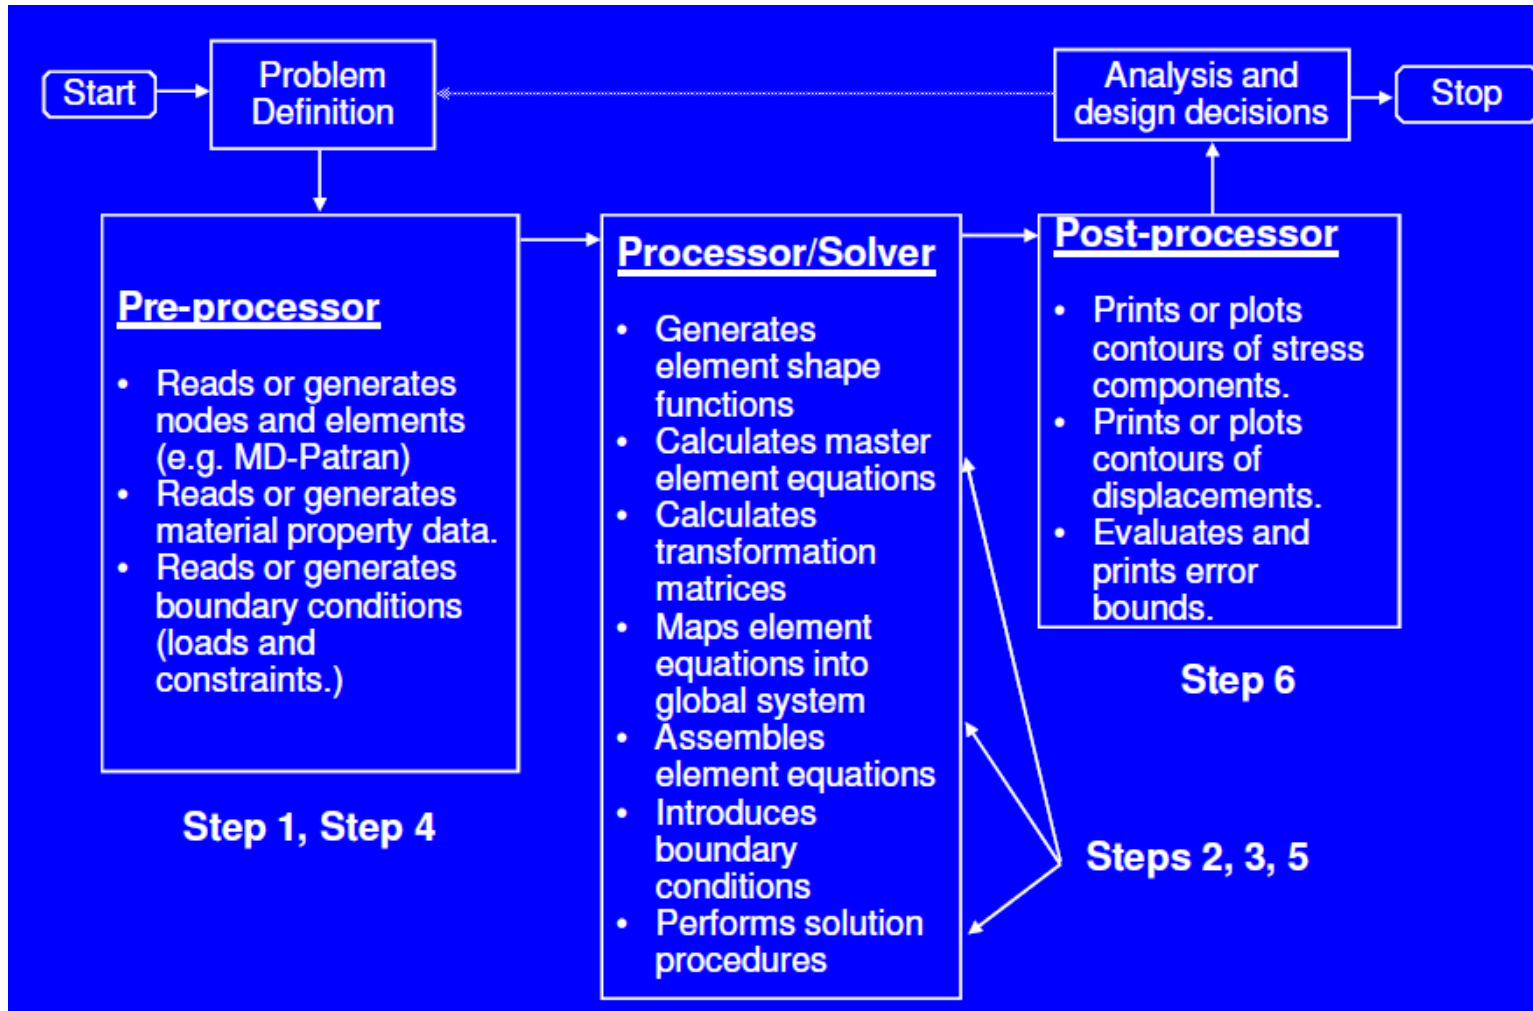 Start
Problem
Definition
Analysis and
design decisions
Stop
Pre-processor
• Reads or generates
nodes and elements
(e.g. MD-Patran)
• Reads or generates
material property data.
• Reads or generates
boundary conditions
(loads and
constraints.)
Step 1, Step 4
Processor/Solver
• Generates
element shape
functions
• Calculates master
element equations
• Calculates
transformation
matrices
• Maps element
equations into
global system
• Assembles
element equations
• Introduces
boundary
conditions
• Performs solution
procedures
Post-processor
• Prints or plots
contours of stress
components.
• Prints or plots
contours of
displacements.
• Evaluates and
prints error
bounds.
Step 6
Steps 2, 3, 5